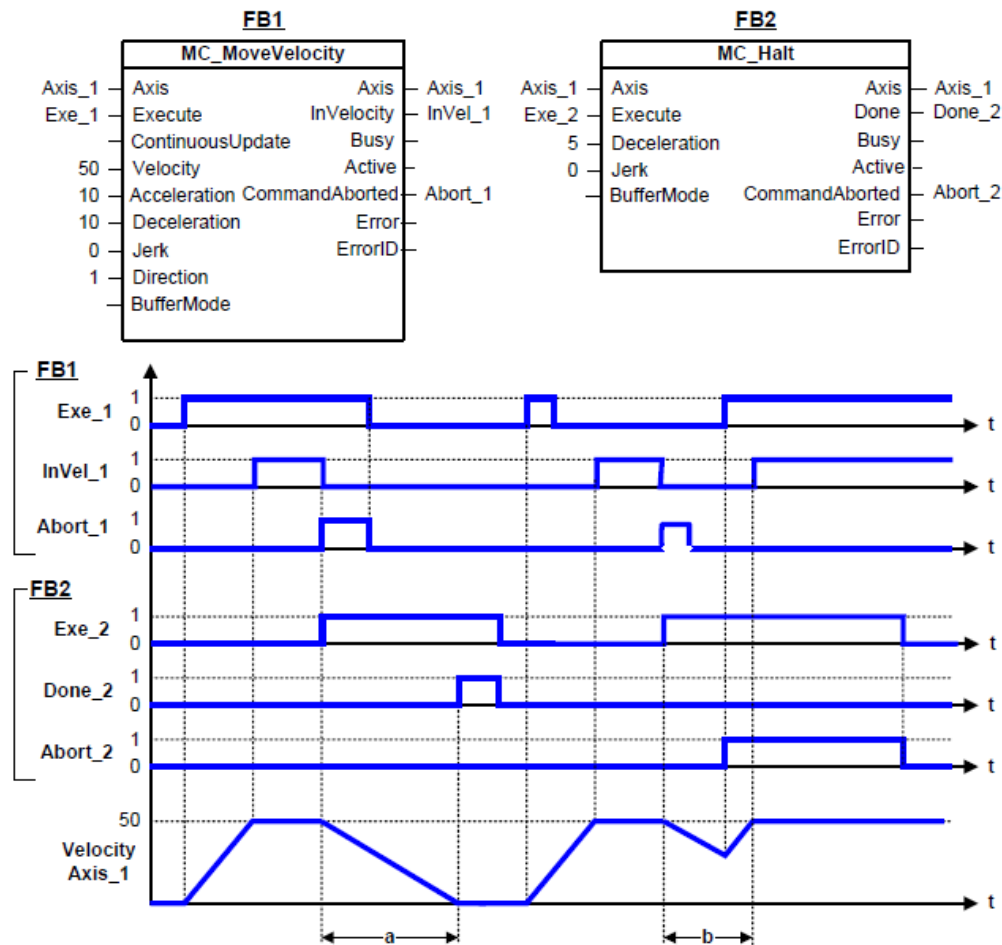 FB1
FB2
MC_MoveVelocity
MC_Halt
Axis_1 Axis Axis Axis_1
Exe_1 Execute InVelocity InVel_1
ContinuousUpdate Busy
50 Velocity Active
10 Acceleration CommandAborted Abort_1
10 Deceleration Error
0 Jerk ErrorID
1 Direction
BufferMode
Axis_1 Axis Axis Axis_1
Exe_2 Execute Done Done_2
5 Deceleration Busy
0 Jerk Active
BufferMode CommandAborted Abort_2
Error
ErrorID
FB1
Exe_1 1 0 t
InVel_1 1 0 t
Abort_1 1 0 t
FB2
Exe_2 1 0 t
Done_2 1 0 t
Abort_2 1 0 t
50
Velocity
Axis_1
t
a
b